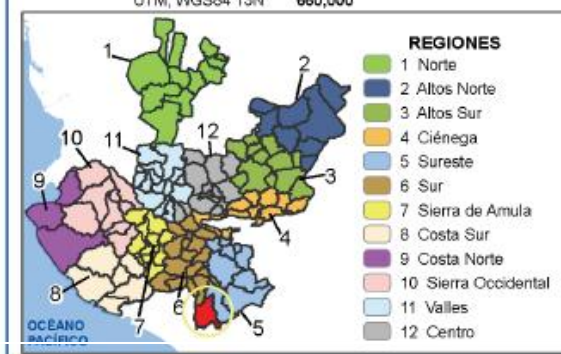 UTM, WGS84 13N 660,000
REGIONES
1 Norte
2 Altos Norte
3 Altos Sur
4 Ciénega
5 Sureste
6 Sur
7 Sierra de Amula
8 Costa Sur
9 Costa Norte
10 Sierra Occidental
11 Valles
12 Centro
1
2
10
11
12
9
3
4
8
7
6
5
OCÉANO
PACÍFICO